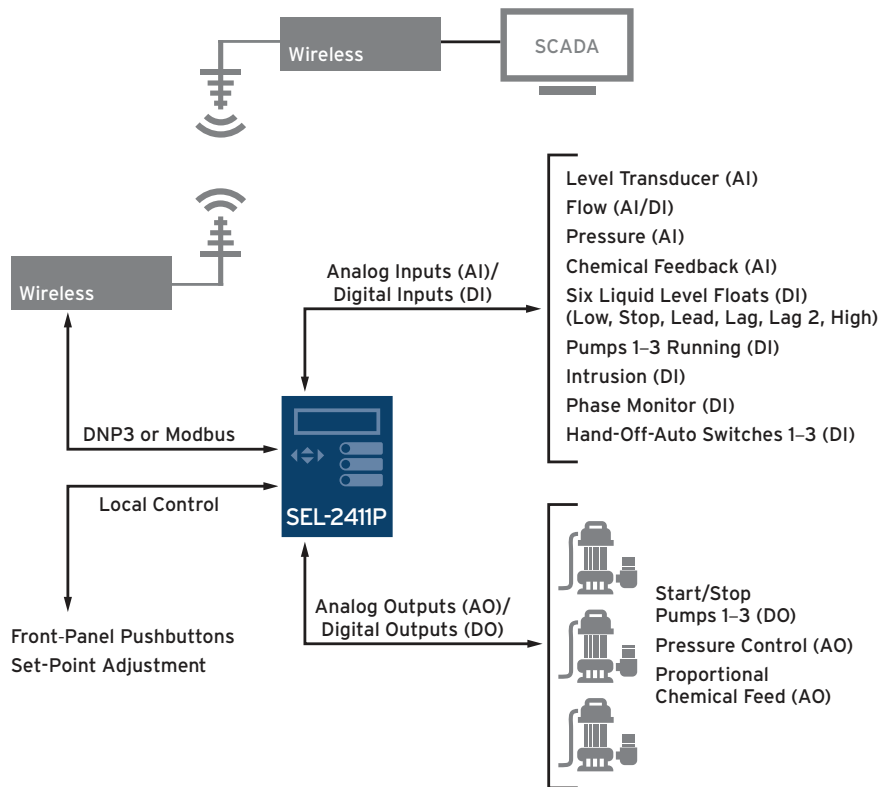 Wireless
SCADA
Wireless
Analog Inputs (AI)/
Digital Inputs (DI)
Level Transducer (AI)
Flow (AI/DI)
Pressure (AI)
Chemical Feedback (AI)
Six Liquid Level Floats (DI)
(Low, Stop, Lead, Lag, Lag 2, High)
Pumps 1–3 Running (DI)
Intrusion (DI)
Phase Monitor (DI)
Hand-Off-Auto Switches 1–3 (DI)
DNP3 or Modbus
Local Control
SEL-2411P
Front-Panel Pushbuttons
Set-Point Adjustment
Analog Outputs (AO)/
Digital Outputs (DO)
Start/Stop
Pumps 1–3 (DO)
Pressure Control (AO)
Proportional
Chemical Feed (AO)